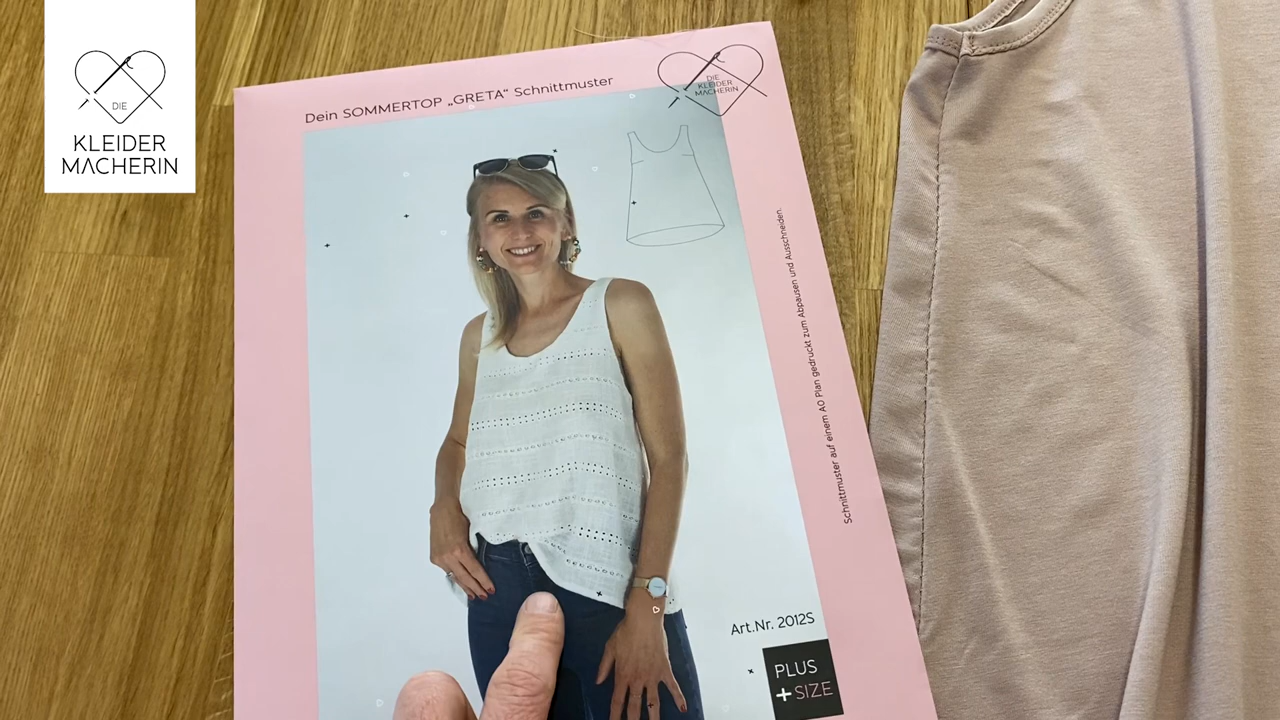 DIE
KLEIDER
MACHERIN
Dein SOMMERTOP „GRETA“ Schnittmuster
DIE
KLEIDER
MACHERIN
Schnittmuster auf einem A0 Plan gedruckt zum Abpausen und Ausschneiden.
Art.Nr. 2012S
PLUS
+SIZE